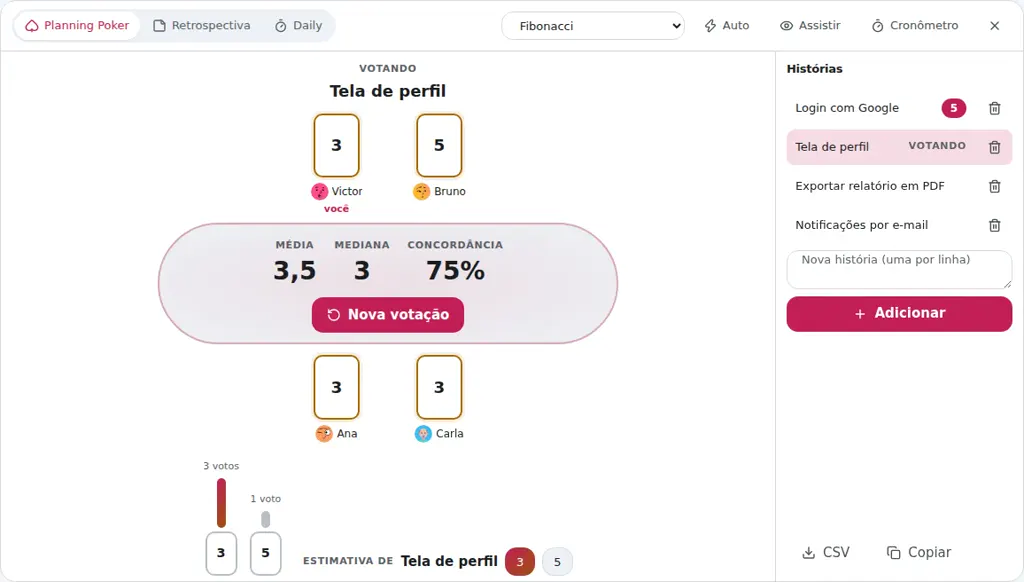 Planning Poker
Retrospectiva
Daily
Fibonacci
Auto
Assistir
Cronômetro
VOTANDO
Tela de perfil
3
5
Victor
Bruno
você
MÉDIA
MEDIANA
CONCORDÂNCIA
3,5
3
75%
Nova votação
3
3
Ana
Carla
3 votos
1 voto
3
5
ESTIMATIVA DE Tela de perfil 3 5
Histórias
Login com Google 5
Tela de perfil VOTANDO
Exportar relatório em PDF
Notificações por e-mail
Nova história (uma por linha)
+ Adicionar
CSV
Copiar